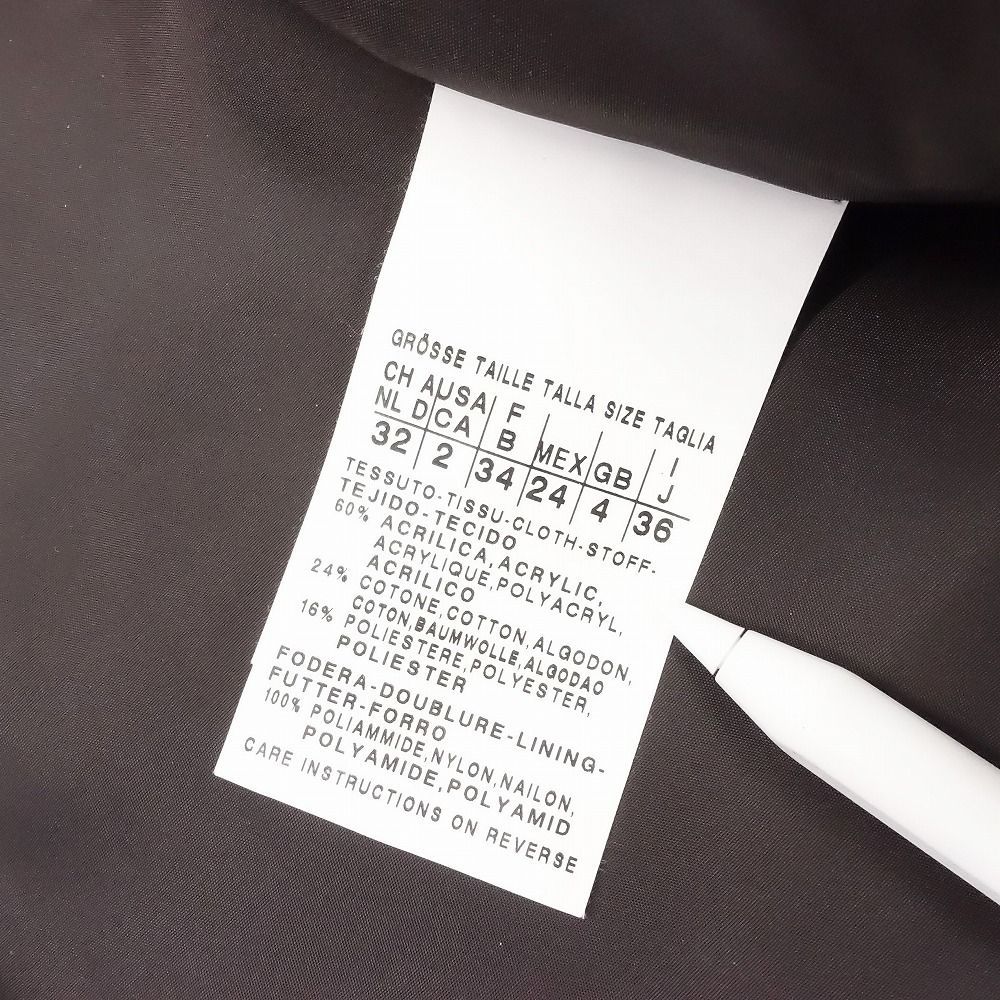 GRÖSSE TAILLE TALLA SIZE TAGLIA
CH A USA F MEX GB I
NL D CA B J
32 2 34 24 4 36
TESSUTO-TISSU-CLOTH-STOFF-
TEJIDO-TECIDO
60% ACRILICA,ACRYLIC,
ACRYLIQUE,POLYACRYL,
ACRILICO
24% COTONE,COTTON,ALGODON,
COTON,BAUMWOLLE,ALGODAO
16% POLIESTERE,POLYESTER,
POLIESTER
FODERA-DOUBLURE-LINING-
FUTTER-FORRO
100% POLIAMMIDE,NYLON,NAILON,
POLYAMIDE,POLYAMID
CARE INSTRUCTIONS ON REVERSE